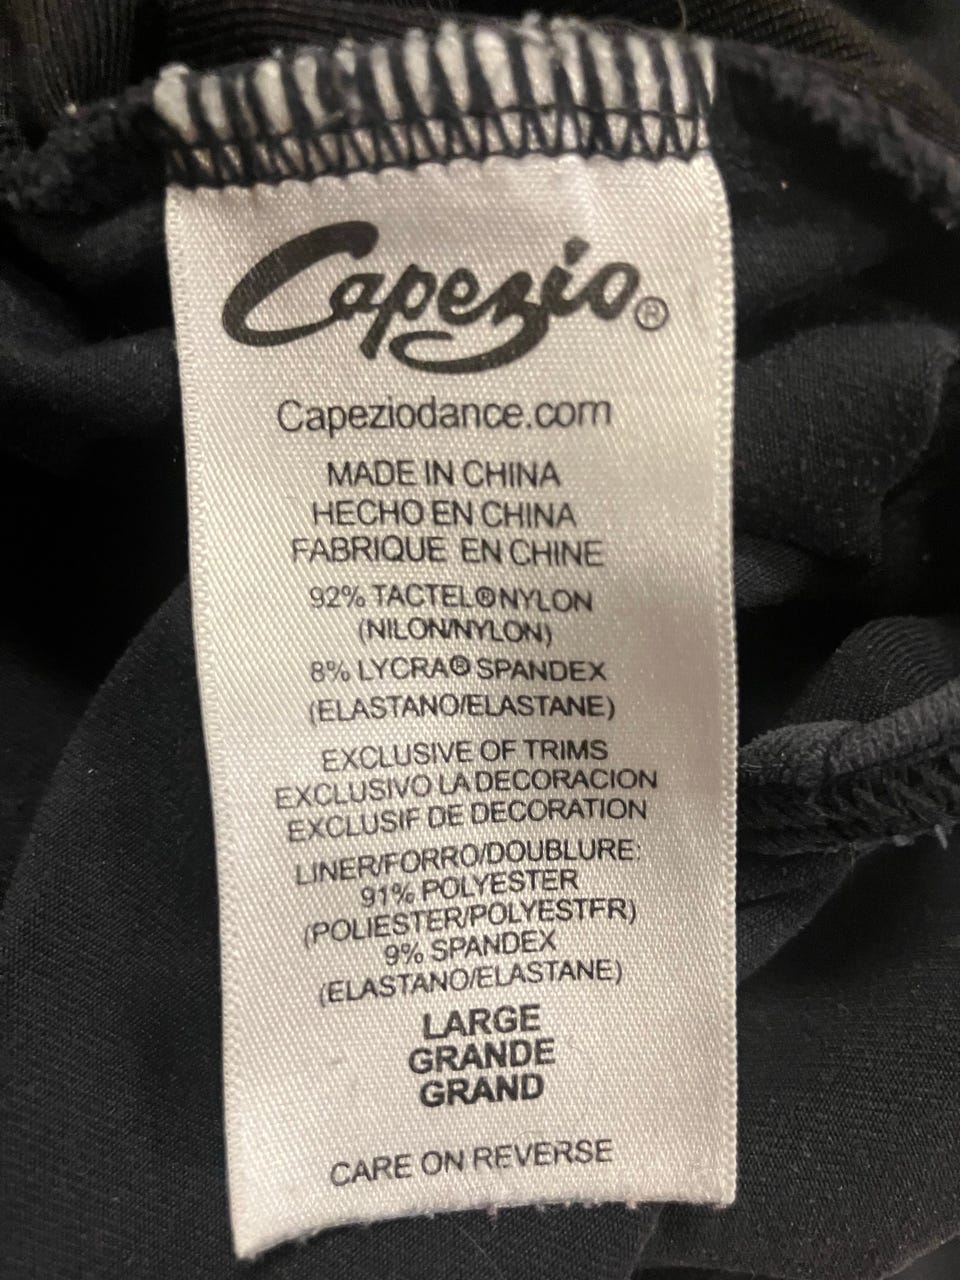 Capezio®
Capeziodance.com
MADE IN CHINA
HECHO EN CHINA
FABRIQUE EN CHINE
92% TACTEL® NYLON
(NILON/NYLON)
8% LYCRA® SPANDEX
(ELASTANO/ELASTANE)
EXCLUSIVE OF TRIMS
EXCLUSIVO LA DECORACION
EXCLUSIF DE DECORATION
LINER/FORRO/DOUBLURE:
91% POLYESTER
(POLIESTER/POLYESTER)
9% SPANDEX
(ELASTANO/ELASTANE)
LARGE
GRANDE
GRAND
CARE ON REVERSE